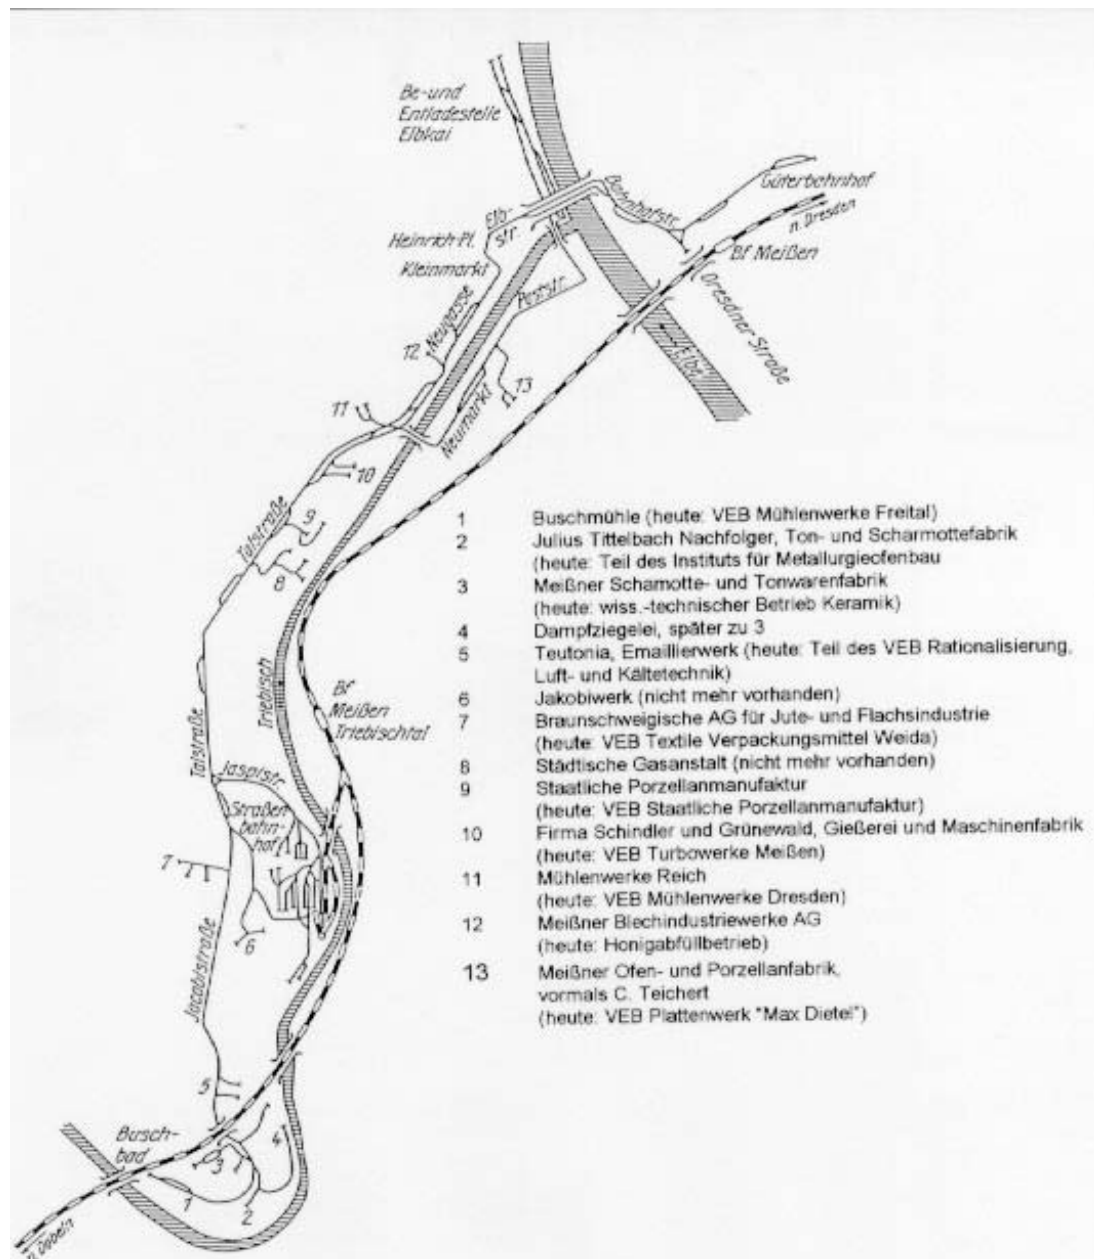 Be- und
Entladestelle
Elbkai
Güterbahnhof
n. Dresden
Bahnhofstr.
Elb-
Str.
Heinrich-Pl.
Kleinmarkt
Bf Meißen
Dresdner Straße
Poststr.
Elbe
Neugasse
12
13
Neumarkt
11
10
Talstraße
9
8
Triebisch
Bf
Meißen
Triebischtal
Talstraße
Jaspistr.
Straßen
bahn-
hof
7
6
Jacobistraße
5
Busch-
bad
4
3
1
2
n. Döbeln
1 Buschmühle (heute: VEB Mühlenwerke Freital)
2 Julius Tittelbach Nachfolger, Ton- und Scharmottefabrik
(heute: Teil des Instituts für Metallurgieofenbau
3 Meißner Schamotte- und Tonwarenfabrik
(heute: wiss.-technischer Betrieb Keramik)
4 Dampfziegelei, später zu 3
5 Teutonia, Emaillierwerk (heute: Teil des VEB Rationalisierung,
Luft- und Kältetechnik)
6 Jakobiwerk (nicht mehr vorhanden)
7 Braunschweigische AG für Jute- und Flachsindustrie
(heute: VEB Textile Verpackungsmittel Weida)
8 Städtische Gasanstalt (nicht mehr vorhanden)
9 Staatliche Porzellanmanufaktur
(heute: VEB Staatliche Porzellanmanufaktur)
10 Firma Schindler und Grünewald, Gießerei und Maschinenfabrik
(heute: VEB Turbowerke Meißen)
11 Mühlenwerke Reich
(heute: VEB Mühlenwerke Dresden)
12 Meißner Blechindustriewerke AG
(heute: Honigabfüllbetrieb)
13 Meißner Ofen- und Porzellanfabrik,
vormals C. Teichert
(heute: VEB Plattenwerk "Max Dietel")